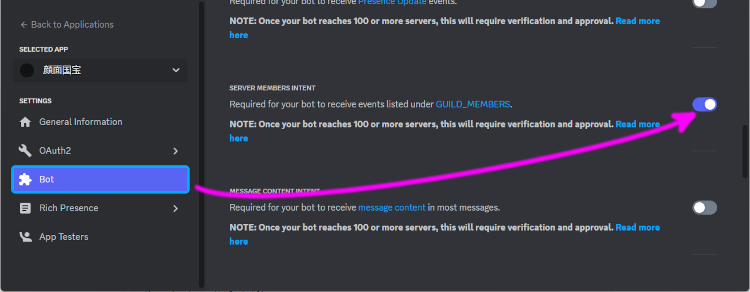 Required for your bot to receive Presence Update events.
NOTE: Once your bot reaches 100 or more servers, this will require verification and approval. Read more
here
← Back to Applications
SELECTED APP
顔面国宝
SETTINGS
General Information
OAuth2
Bot
Rich Presence
App Testers
SERVER MEMBERS INTENT
Required for your bot to receive events listed under GUILD_MEMBERS.
NOTE: Once your bot reaches 100 or more servers, this will require verification and approval. Read more
here
MESSAGE CONTENT INTENT
Required for your bot to receive message content in most messages.
NOTE: Once your bot reaches 100 or more servers, this will require verification and approval. Read more
here